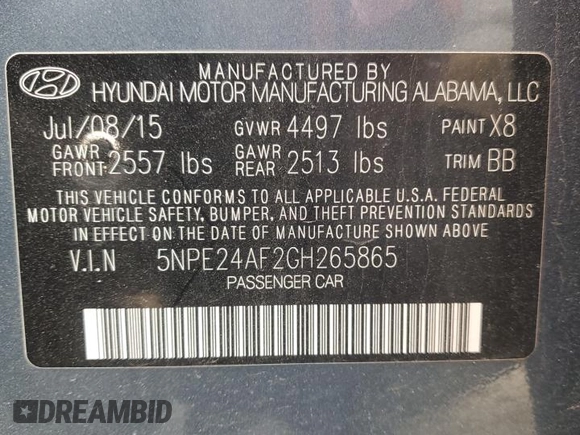 MANUFACTURED BY
HYUNDAI MOTOR MANUFACTURING ALABAMA, LLC
Jul/08/15 GVWR 4497 lbs PAINT X8
GAWR FRONT 2557 lbs GAWR REAR 2513 lbs TRIM BB
THIS VEHICLE CONFORMS TO ALL APPLICABLE U.S.A. FEDERAL
MOTOR VEHICLE SAFETY, BUMPER, AND THEFT PREVENTION STANDARDS
IN EFFECT ON THE DATE OF MANUFACTURE SHOWN ABOVE.
V.I.N 5NPE24AF2GH265865
PASSENGER CAR
DREAMBID